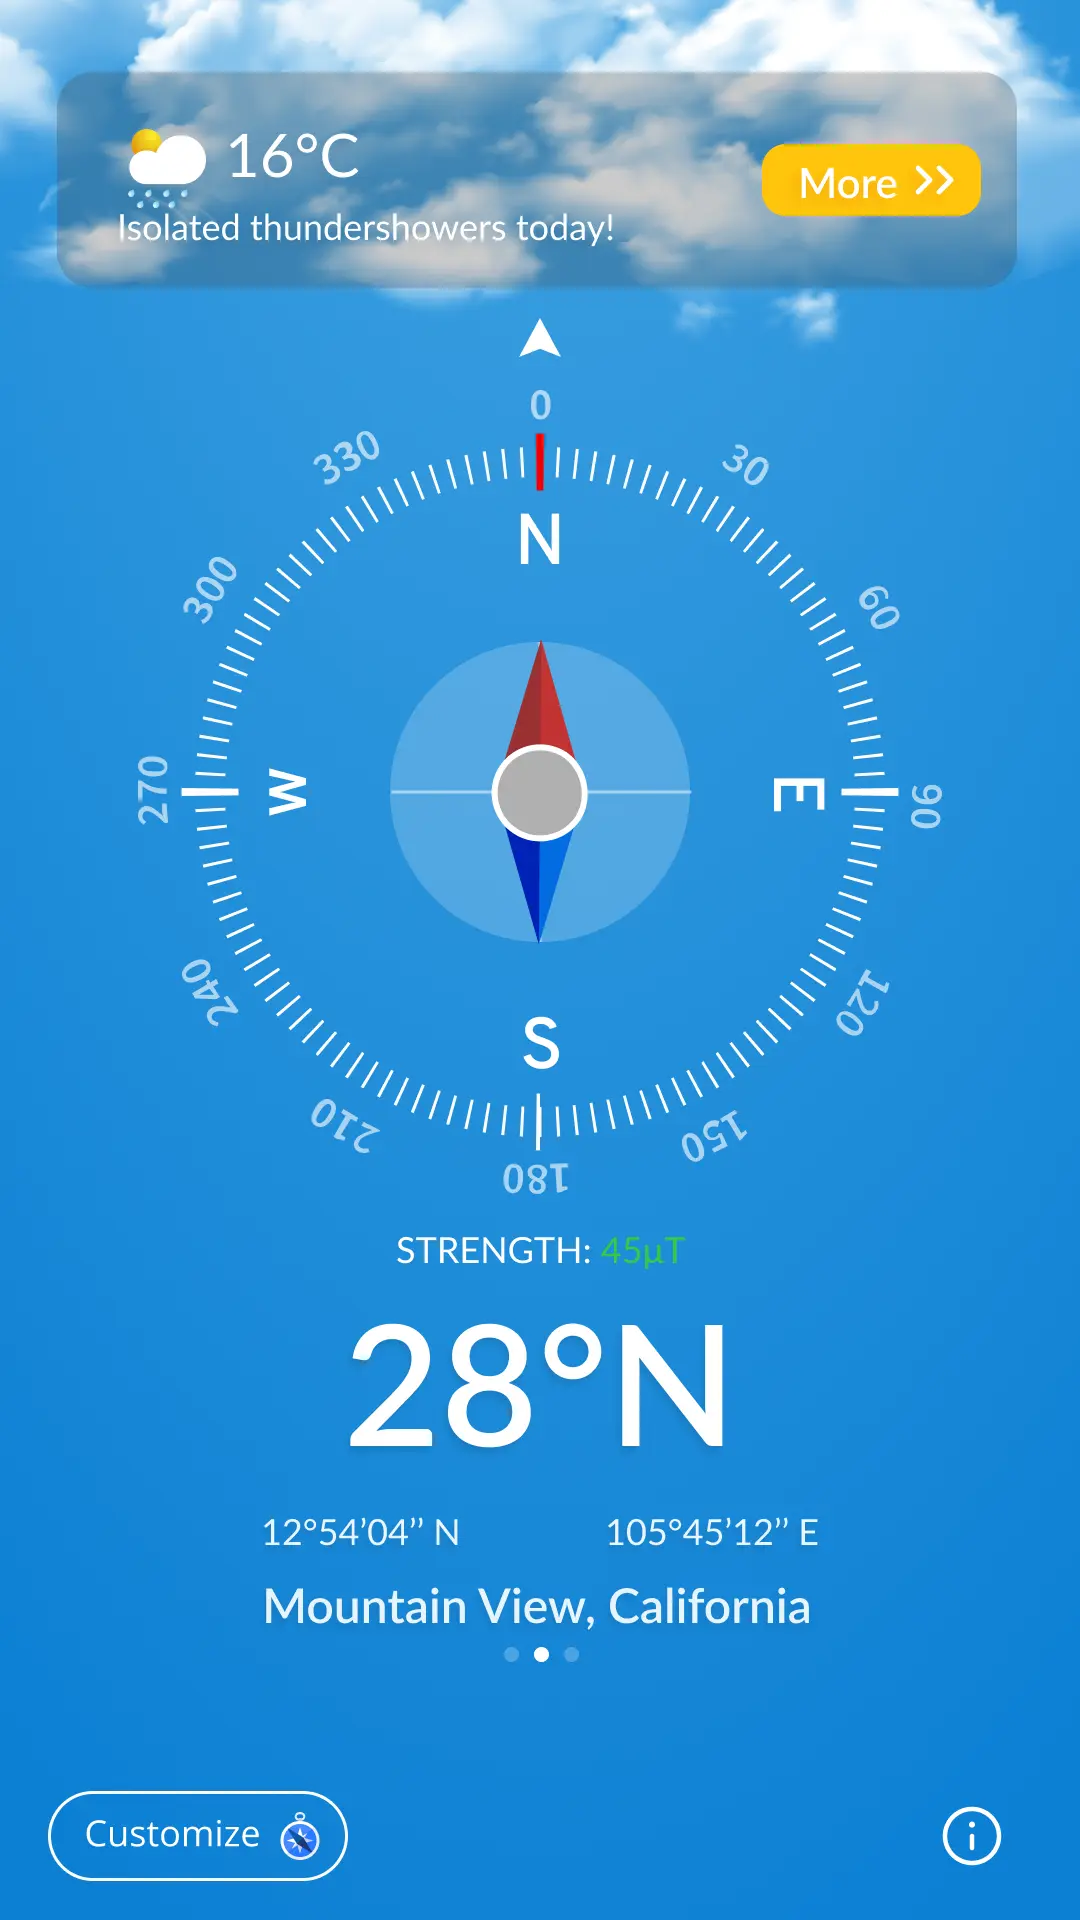 16°C
Isolated thundershowers today!
More
0
330
30
N
300
60
270
W
E
90
240
120
S
210
150
180
STRENGTH: 45µT
28°N
12°54’04’’ N
105°45’12’’ E
Mountain View, California
Customize